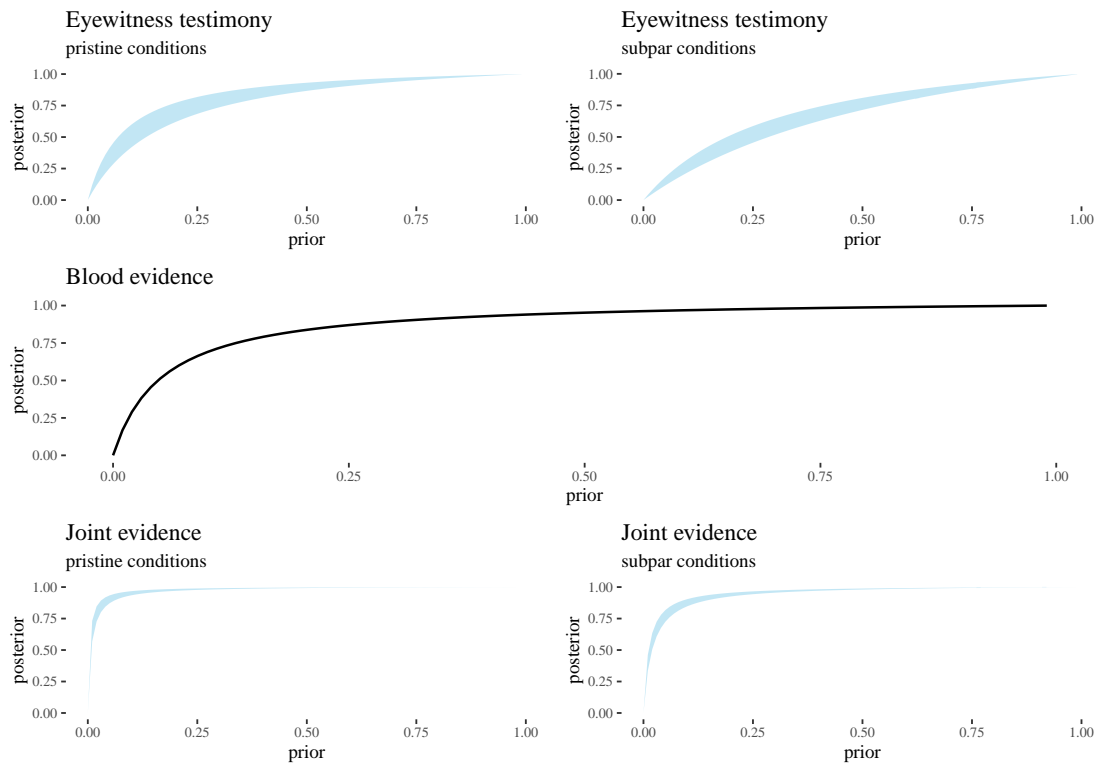 Eyewitness testimony
pristine conditions
posterior
1.00
0.75
0.50
0.25
0.00
0.00 0.25 0.50 0.75 1.00
prior
Eyewitness testimony
subpar conditions
posterior
1.00
0.75
0.50
0.25
0.00
0.00 0.25 0.50 0.75 1.00
prior
Blood evidence
posterior
1.00
0.75
0.50
0.25
0.00
0.00 0.25 0.50 0.75 1.00
prior
Joint evidence
pristine conditions
posterior
1.00
0.75
0.50
0.25
0.00
0.00 0.25 0.50 0.75 1.00
prior
Joint evidence
subpar conditions
posterior
1.00
0.75
0.50
0.25
0.00
0.00 0.25 0.50 0.75 1.00
prior